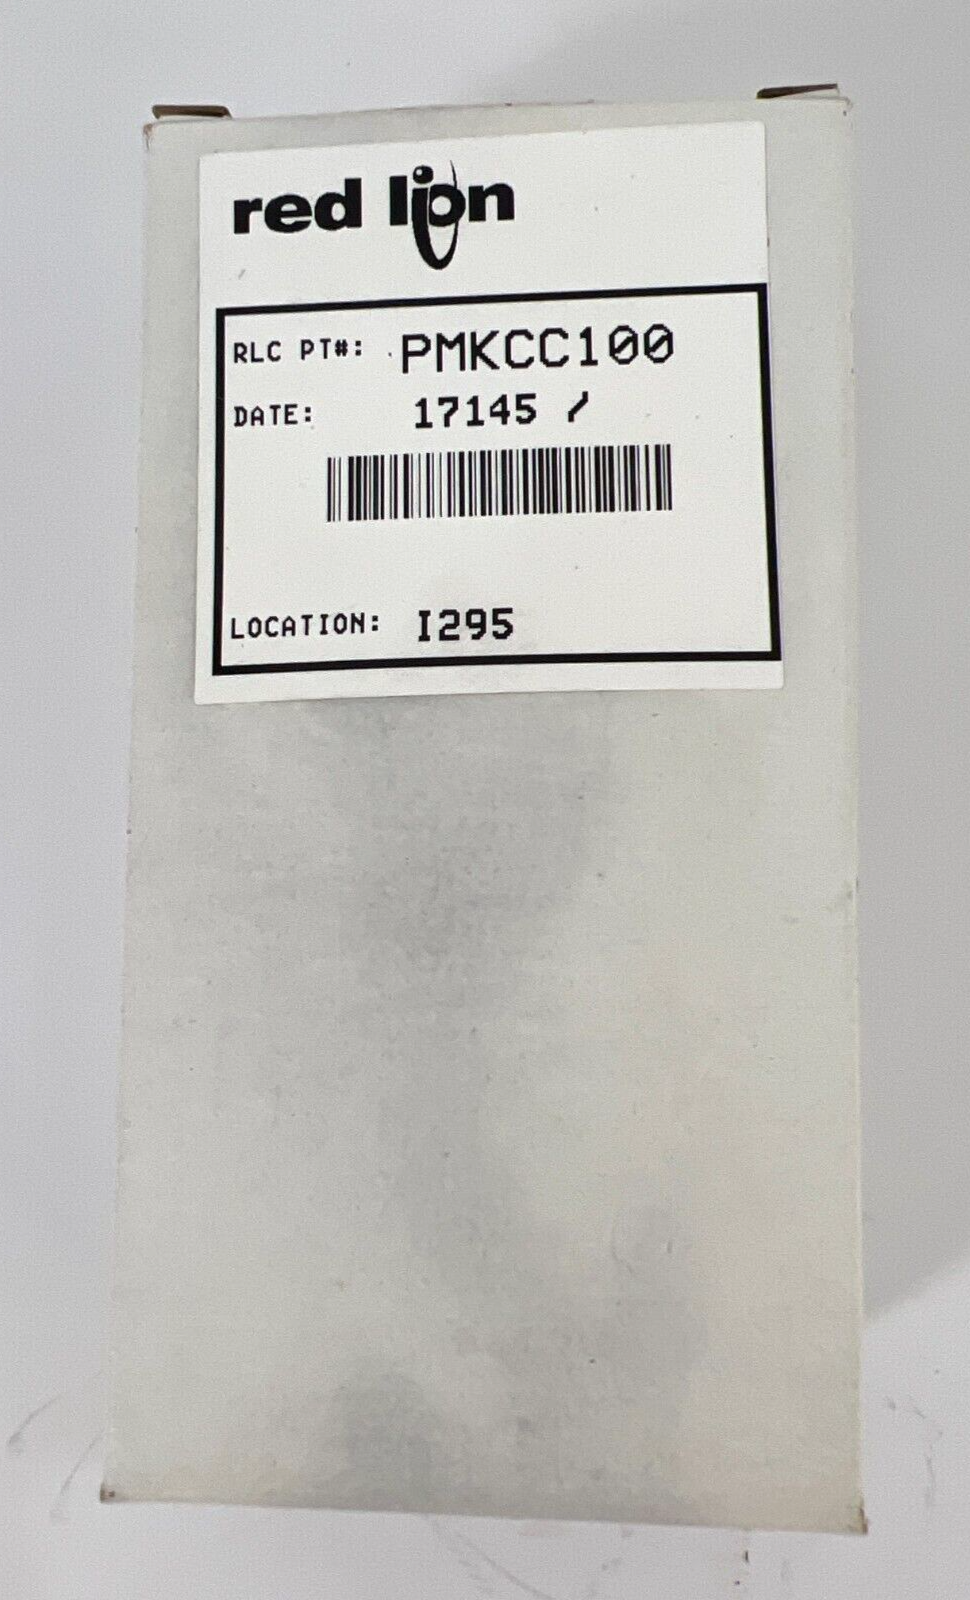 red lion
RLC PT#: PMKCC100
DATE: 17145 /
LOCATION: I295